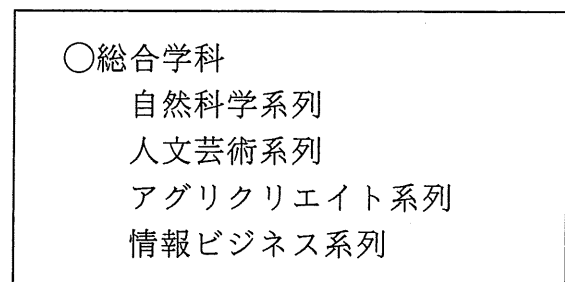 ○総合学科
自然科学系列
人文芸術系列
アグリクリエイト系列
情報ビジネス系列